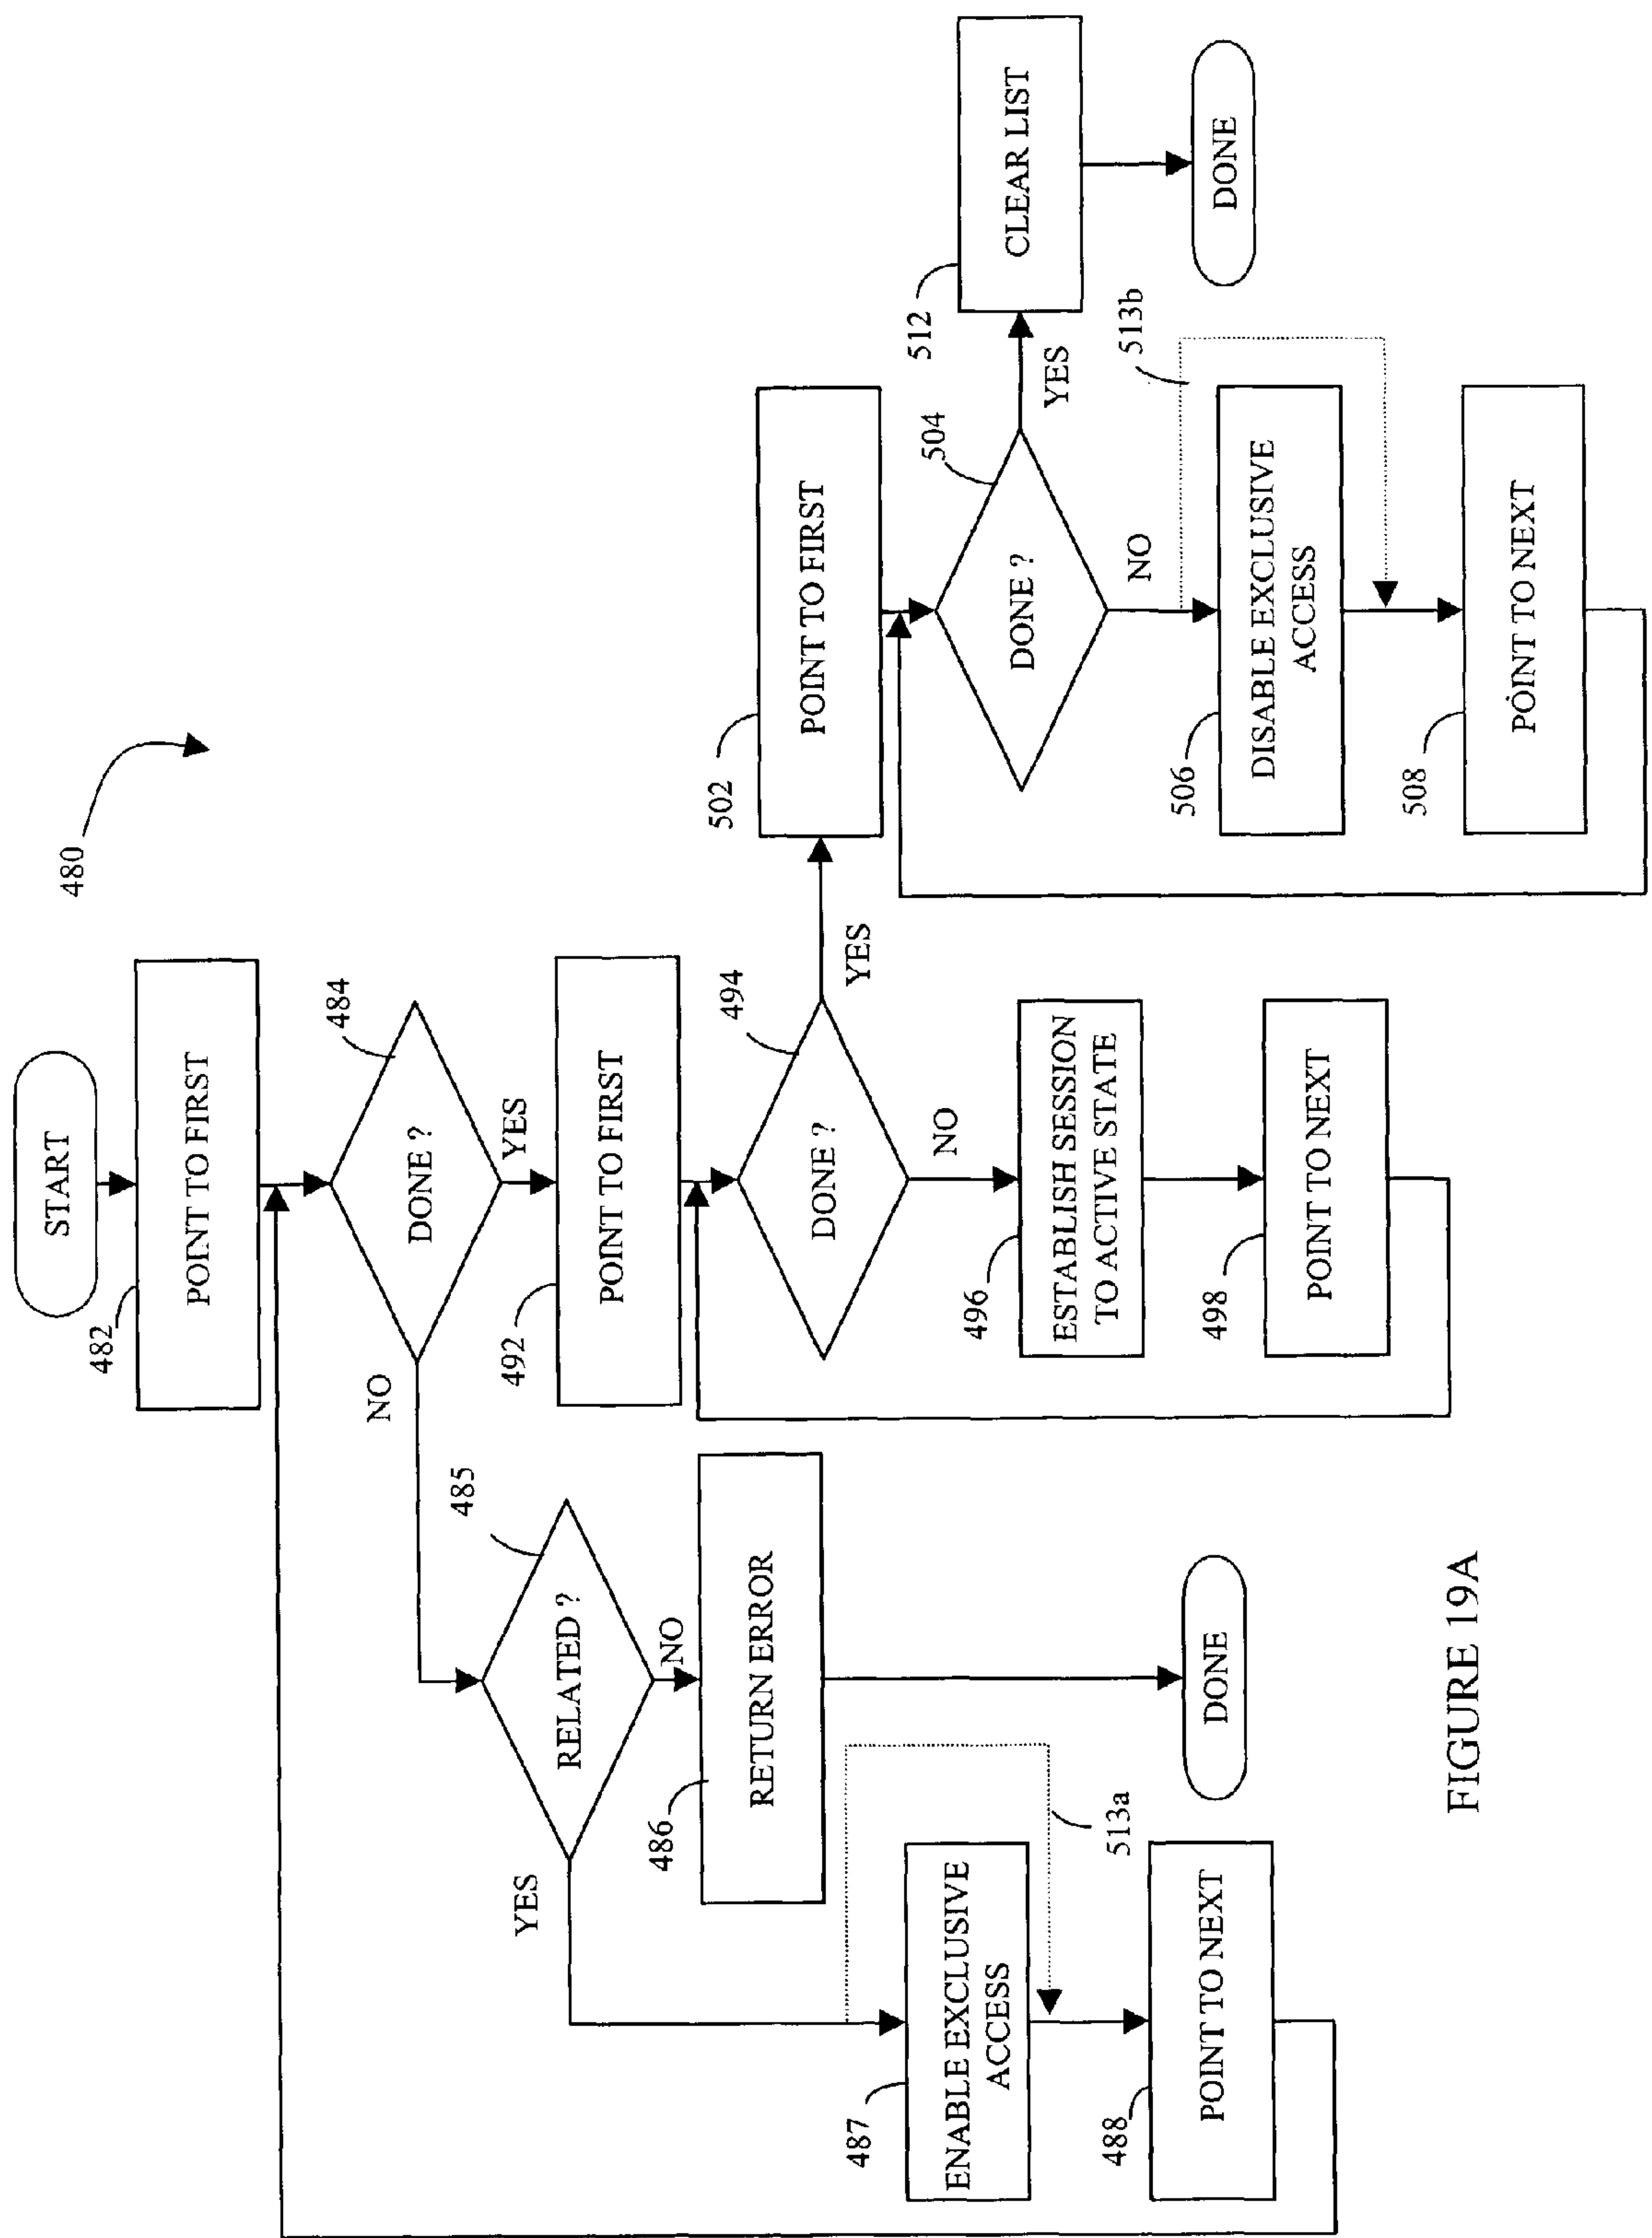 480
START
482
POINT TO FIRST
484
DONE ?
NO
YES
485
RELATED ?
YES
NO
486
RETURN ERROR
DONE
487
ENABLE EXCLUSIVE
ACCESS
513a
488
POINT TO NEXT
492
POINT TO FIRST
494
DONE ?
YES
NO
496
ESTABLISH SESSION
TO ACTIVE STATE
498
POINT TO NEXT
502
POINT TO FIRST
504
DONE ?
YES
NO
512
CLEAR LIST
DONE
506
DISABLE EXCLUSIVE
ACCESS
513b
508
POINT TO NEXT
FIGURE 19A